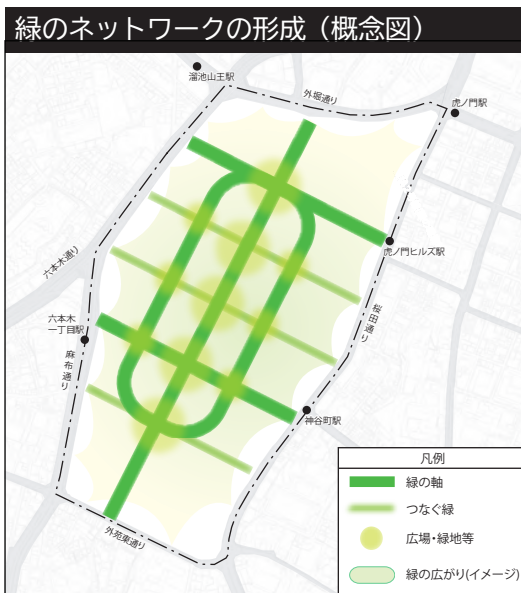 緑のネットワークの形成（概念図）
溜池山王駅
外堀通り
虎ノ門駅
虎ノ門ヒルズ駅
六本木通り
桜田通り
六本木
一丁目駅
麻布通り
神谷町駅
外苑東通り
凡例
緑の軸
つなぐ緑
広場・緑地等
緑の広がり(イメージ)